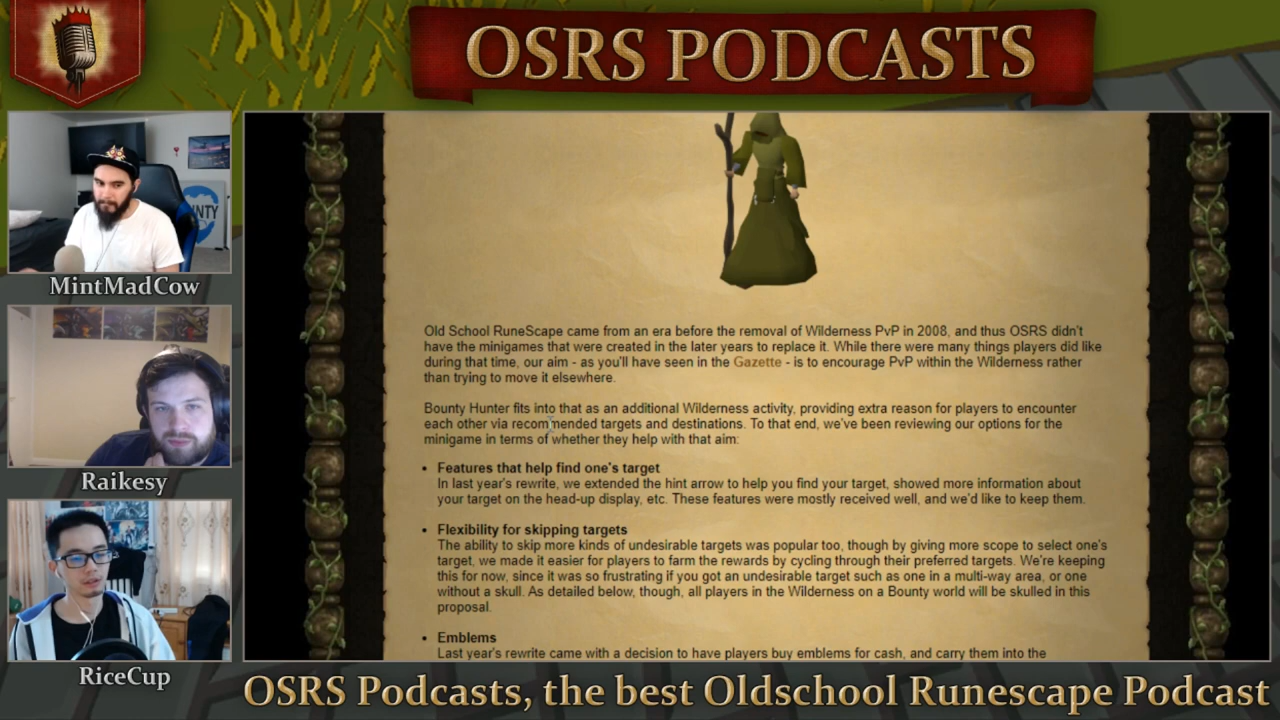 OSRS PODCASTS
MintMadCow
Raikesy
RiceCup
Old School RuneScape came from an era before the removal of Wilderness PvP in 2008, and thus OSRS didn't
have the minigames that were created in the later years to replace it. While there were many things players did like
during that time, our aim - as you'll have seen in the Gazette - is to encourage PvP within the Wilderness rather
than trying to move it elsewhere.
Bounty Hunter fits into that as an additional Wilderness activity, providing extra reason for players to encounter
each other via recommended targets and destinations. To that end, we've been reviewing our options for the
minigame in terms of whether they help with that aim:
• Features that help find one's target
In last year's rewrite, we extended the hint arrow to help you find your target, showed more information about
your target on the head-up display, etc. These features were mostly received well, and we'd like to keep them.
• Flexibility for skipping targets
The ability to skip more kinds of undesirable targets was popular too, though by giving more scope to select one's
target, we made it easier for players to farm the rewards by cycling through their preferred targets. We're keeping
this for now, since it was so frustrating if you got an undesirable target such as one in a multi-way area, or one
without a skull. As detailed below, though, all players in the Wilderness on a Bounty world will be skulled in this
proposal.
• Emblems
Last year's rewrite came with a decision to have players buy emblems for cash, and carry them into the
OSRS Podcasts, the best Oldschool Runescape Podcast